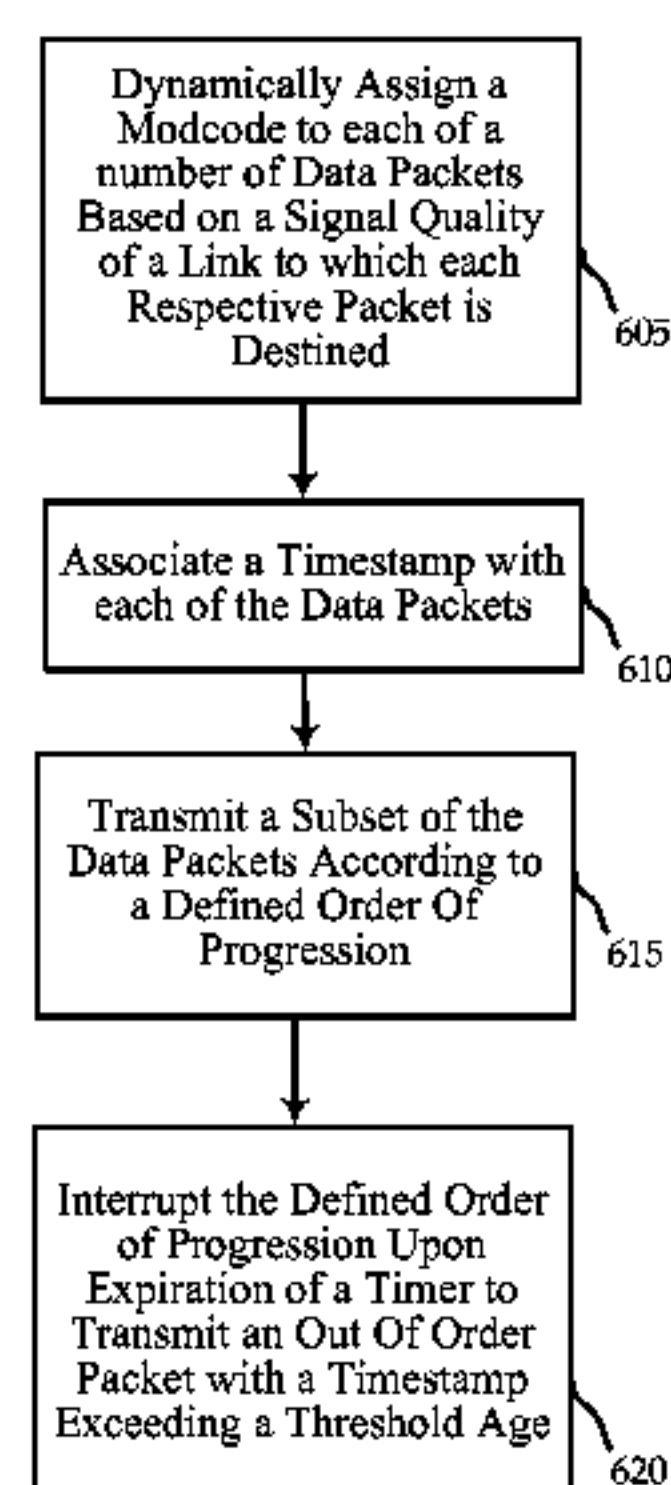 Dynamically Assign a
Modcode to each of a
number of Data Packets
Based on a Signal Quality
of a Link to which each
Respective Packet is
Destined
605
Associate a Timestamp with
each of the Data Packets
610
Transmit a Subset of the
Data Packets According to
a Defined Order Of
Progression
615
Interrupt the Defined Order
of Progression Upon
Expiration of a Timer to
Transmit an Out Of Order
Packet with a Timestamp
Exceeding a Threshold Age
620